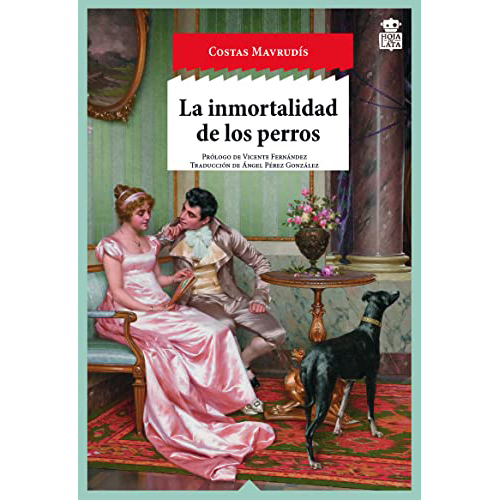 HOJA DE LATA
COSTAS MAVRUDÍS
La inmortalidad
de los perros
PRÓLOGO DE VICENTE FERNÁNDEZ
TRADUCCIÓN DE ÁNGEL PÉREZ GONZÁLEZ